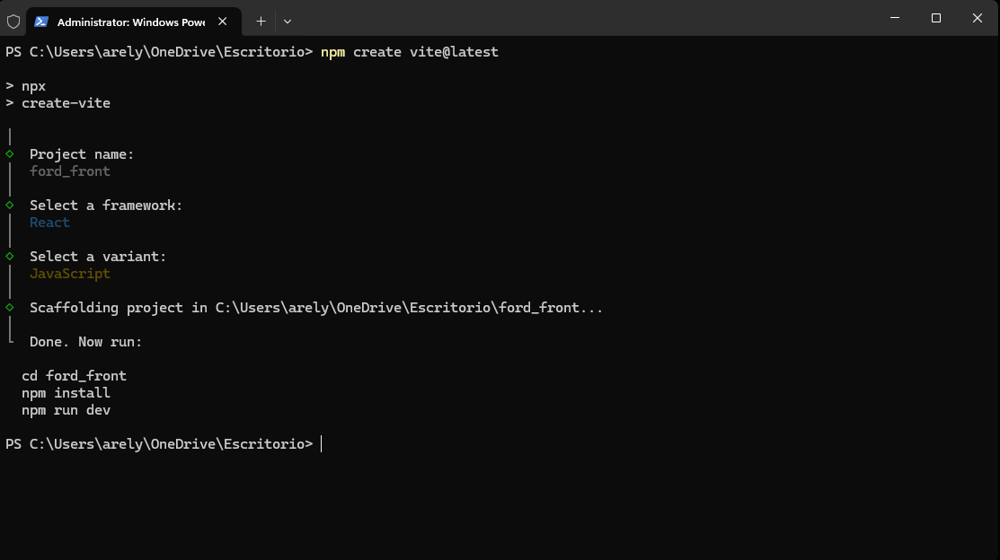 Administrator: Windows Powe
PS C:\Users\arely\OneDrive\Escritorio> npm create vite@latest
> npx
> create-vite
Project name:
ford_front
Select a framework:
React
Select a variant:
JavaScript
Scaffolding project in C:\Users\arely\OneDrive\Escritorio\ford_front...
Done. Now run:
cd ford_front
npm install
npm run dev
PS C:\Users\arely\OneDrive\Escritorio>